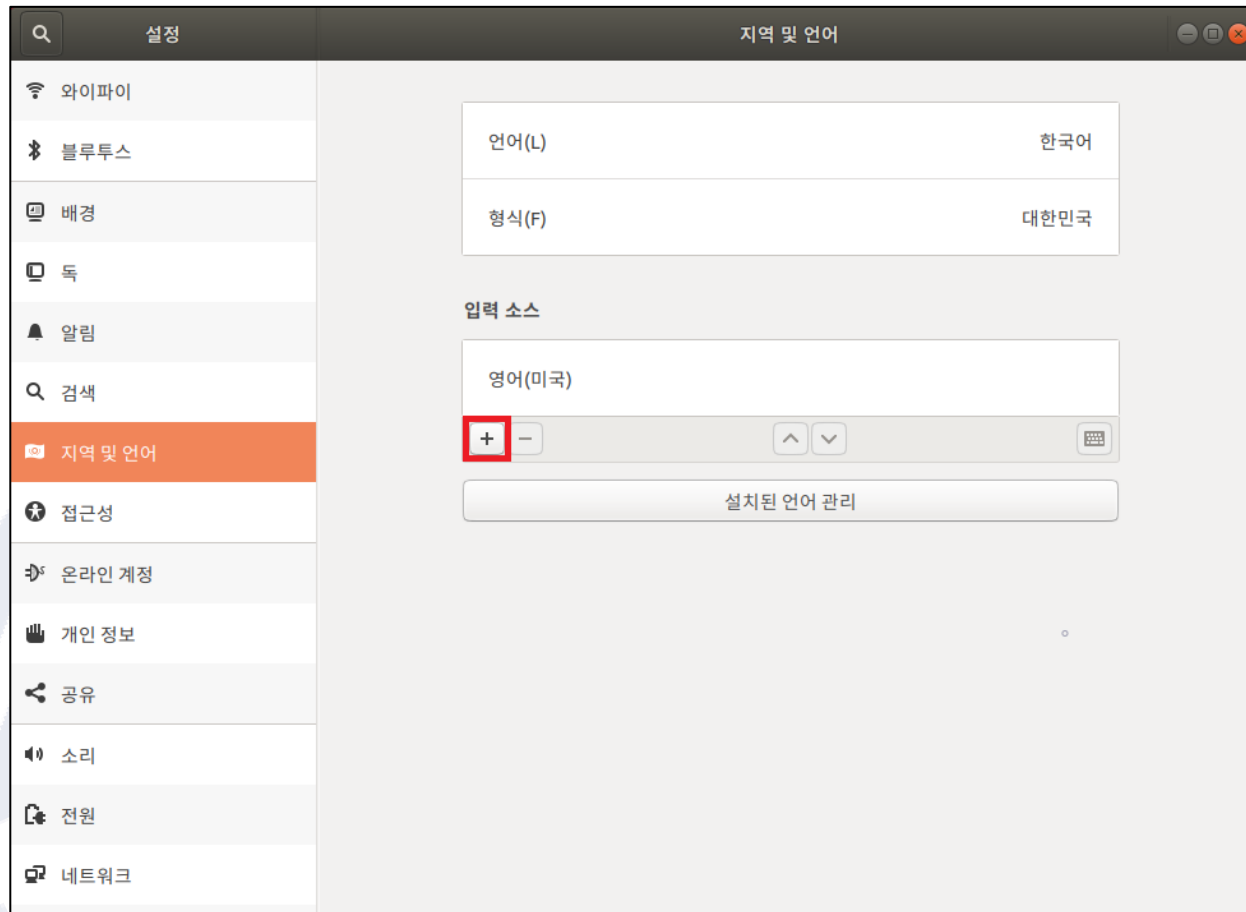 설정
지역 및 언어
와이파이
블루투스
배경
독
알림
검색
지역 및 언어
접근성
온라인 계정
개인 정보
공유
소리
전원
네트워크
언어(L) 한국어
형식(F) 대한민국
입력 소스
영어(미국)
설치된 언어 관리